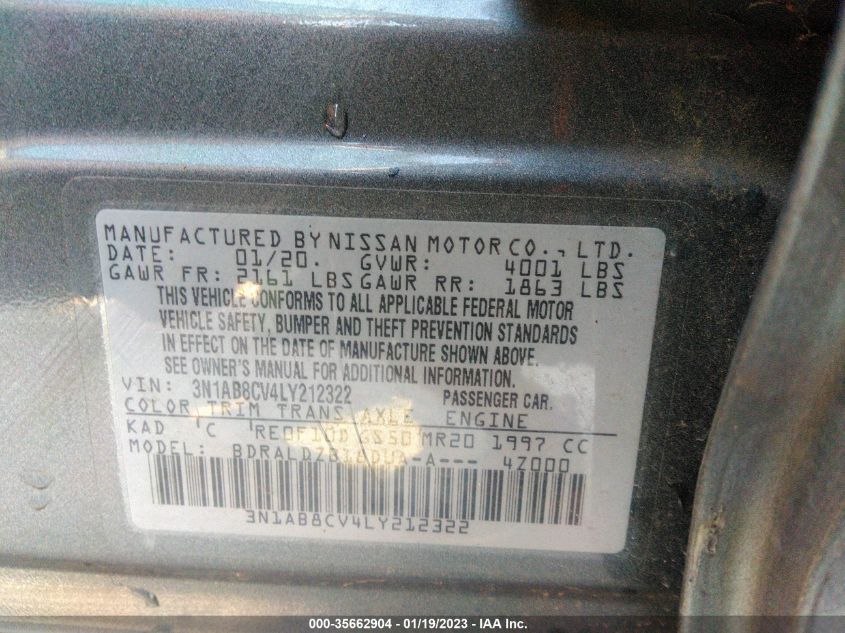 MANUFACTURED BY NISSAN MOTOR CO., LTD.
DATE: 01/20. GVWR: 4001 LBS
GAWR FR: 2161 LBS GAWR RR: 1863 LBS
THIS VEHICLE CONFORMS TO ALL APPLICABLE FEDERAL MOTOR
VEHICLE SAFETY, BUMPER AND THEFT PREVENTION STANDARDS
IN EFFECT ON THE DATE OF MANUFACTURE SHOWN ABOVE.
SEE OWNER'S MANUAL FOR ADDITIONAL INFORMATION.
VIN: 3N1AB8CV4LY212322 PASSENGER CAR.
COLOR TRIM TRANS AXLE ENGINE
KAD C MR20 1997 CC
MODEL: 4Z000
3N1AB8CV4LY212322
000-35662904 - 01/19/2023 - IAA Inc.